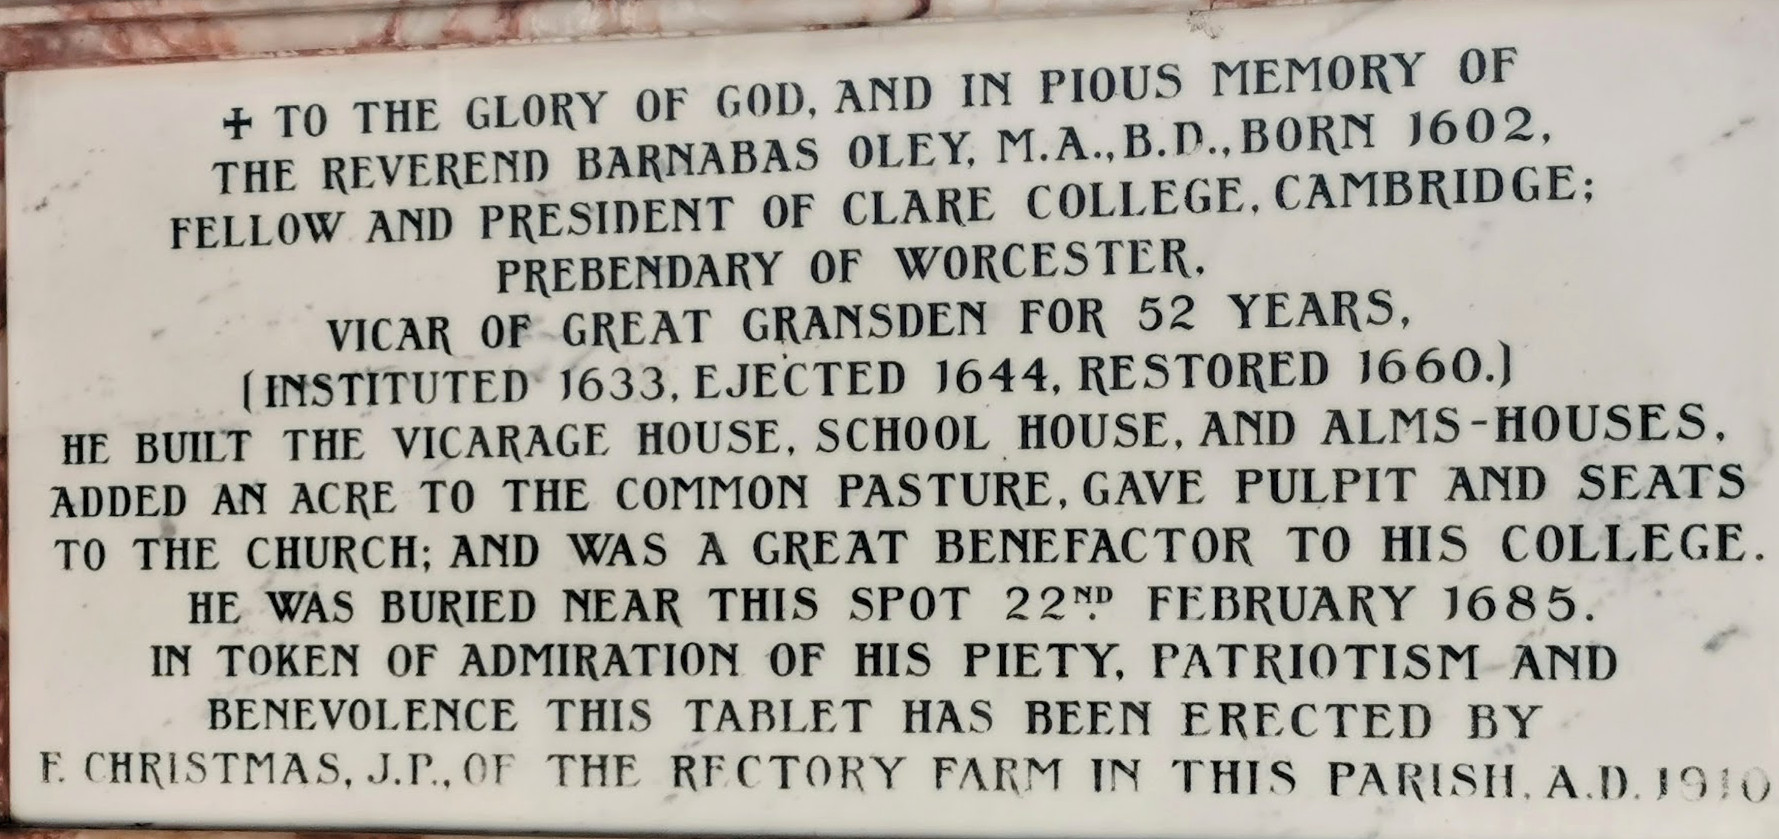 ✠ TO THE GLORY OF GOD, AND IN PIOUS MEMORY OF
THE REVEREND BARNABAS OLEY, M.A., B.D., BORN 1602,
FELLOW AND PRESIDENT OF CLARE COLLEGE, CAMBRIDGE;
PREBENDARY OF WORCESTER,
VICAR OF GREAT GRANSDEN FOR 52 YEARS,
(INSTITUTED 1633, EJECTED 1644, RESTORED 1660.)
HE BUILT THE VICARAGE HOUSE, SCHOOL HOUSE, AND ALMS-HOUSES,
ADDED AN ACRE TO THE COMMON PASTURE, GAVE PULPIT AND SEATS
TO THE CHURCH; AND WAS A GREAT BENEFACTOR TO HIS COLLEGE.
HE WAS BURIED NEAR THIS SPOT 22ND FEBRUARY 1685.
IN TOKEN OF ADMIRATION OF HIS PIETY, PATRIOTISM AND
BENEVOLENCE THIS TABLET HAS BEEN ERECTED BY
F. CHRISTMAS, J.P., OF THE RECTORY FARM IN THIS PARISH, A.D. 1910